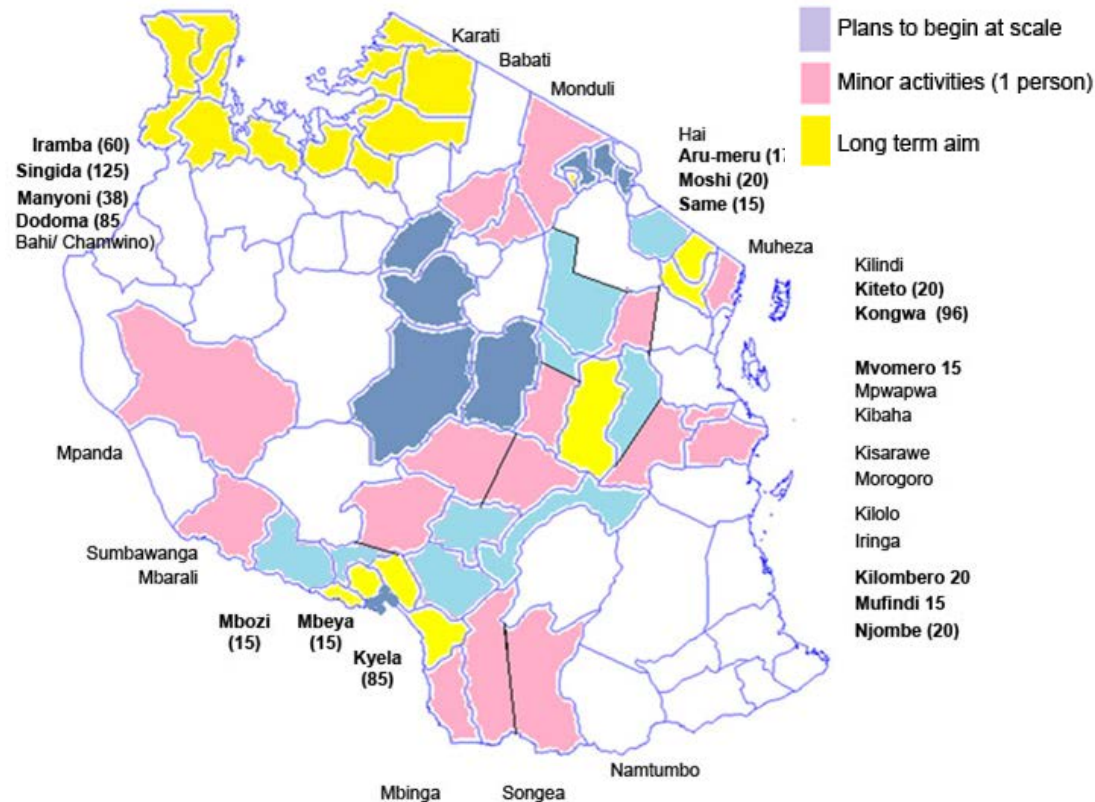 Karati
Babati
Monduli
Plans to begin at scale
Minor activities (1 person)
Long term aim
Iramba (60)
Singida (125)
Manyoni (38)
Dodoma (85
Bahi/ Chamwino)
Hai
Aru-meru (17
Moshi (20)
Same (15)
Muheza
Kilindi
Kiteto (20)
Kongwa (96)
Mvomero 15
Mpwapwa
Kibaha
Kisarawe
Morogoro
Kilolo
Iringa
Kilombero 20
Mufindi 15
Njombe (20)
Mpanda
Sumbawanga
Mbarali
Mbozi
(15)
Mbeya
(15)
Kyela
(85)
Namtumbo
Mbinga
Songea